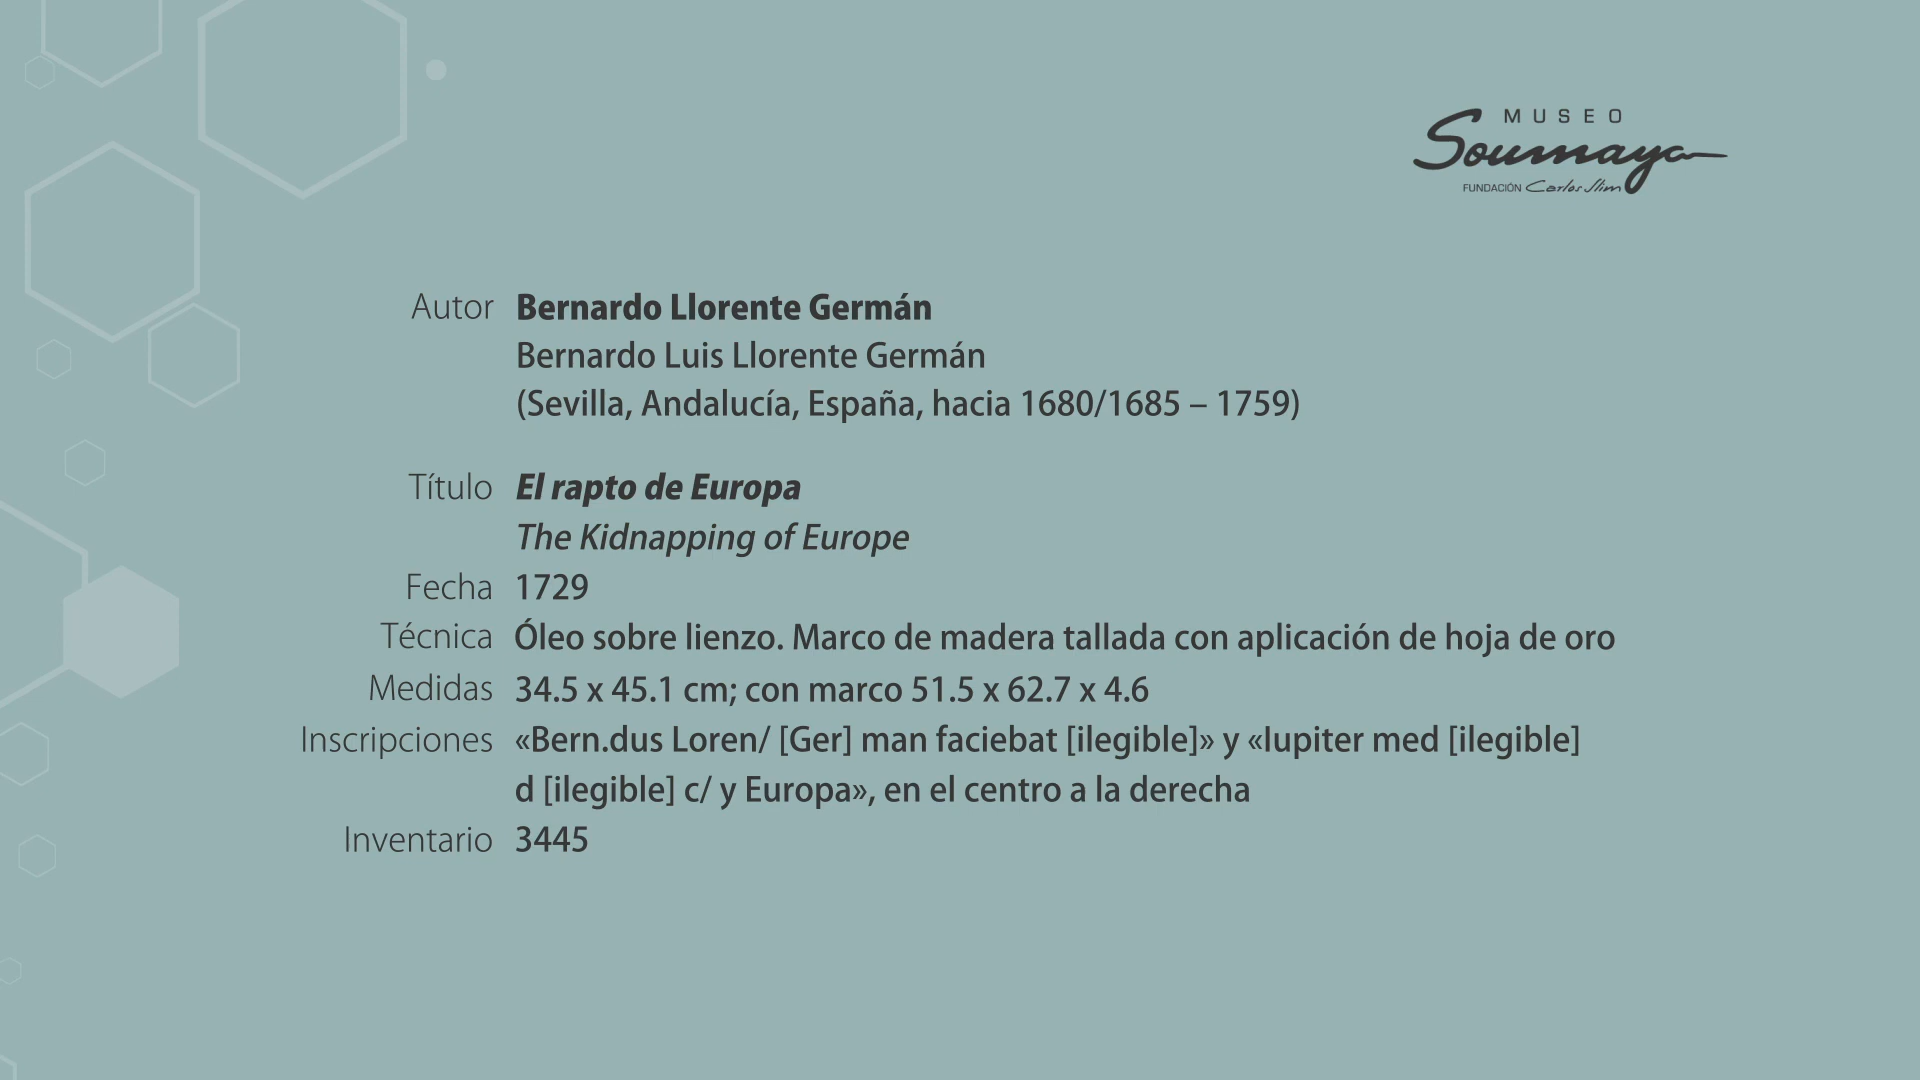 MUSEO
Soumaya
FUNDACIÓN Carlos Slim
Autor Bernardo Llorente Germán
Bernardo Luis Llorente Germán
(Sevilla, Andalucía, España, hacia 1680/1685 – 1759)
Título El rapto de Europa
The Kidnapping of Europe
Fecha 1729
Técnica Óleo sobre lienzo. Marco de madera tallada con aplicación de hoja de oro
Medidas 34.5 x 45.1 cm; con marco 51.5 x 62.7 x 4.6
Inscripciones «Bern.dus Loren/ [Ger] man faciebat [ilegible]» y «Iupiter med [ilegible]
d [ilegible] c/ y Europa», en el centro a la derecha
Inventario 3445